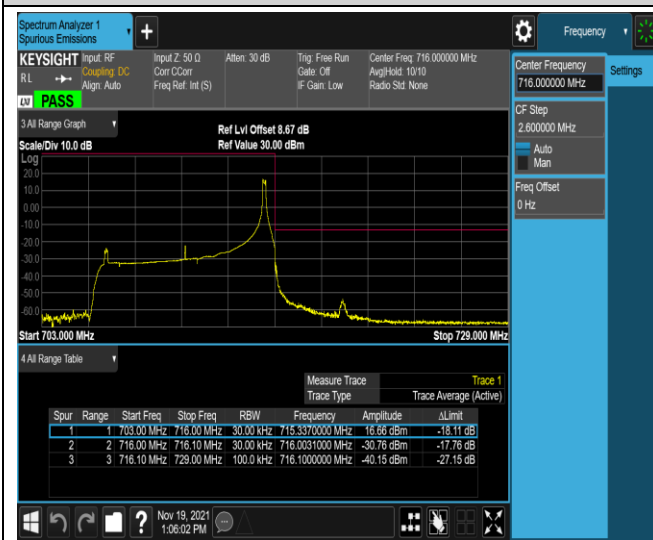 Spectrum Analyzer 1
Spurious Emissions
Frequency
KEYSIGHT Input: RF Input Z: 50 Ω Atten: 30 dB Trig: Free Run Center Freq: 716.000000 MHz
RL Coupling: DC Corr CCorr Gate: Off Avg|Hold: 10/10
Align: Auto Freq Ref: Int (S) IF Gain: Low Radio Std: None
LXI PASS
Center Frequency
716.000000 MHz
Settings
CF Step
2.600000 MHz
Auto
Man
Freq Offset
0 Hz
3 All Range Graph
Ref Lvl Offset 8.67 dB
Scale/Div 10.0 dB Ref Value 30.00 dBm
Log
20.0
10.0
0.00
-10.0
-20.0
-30.0
-40.0
-50.0
-60.0
Start 703.000 MHz Stop 729.000 MHz
4 All Range Table
Measure Trace Trace 1
Trace Type Trace Average (Active)
Spur Range Start Freq Stop Freq RBW Frequency Amplitude ΔLimit
1 1 703.00 MHz 716.00 MHz 30.00 kHz 715.3370000 MHz 16.66 dBm -18.11 dB
2 2 716.00 MHz 716.10 MHz 30.00 kHz 716.0031000 MHz -30.76 dBm -17.76 dB
3 3 716.10 MHz 729.00 MHz 100.0 kHz 716.1000000 MHz -40.15 dBm -27.15 dB
Nov 19, 2021
1:06:02 PM